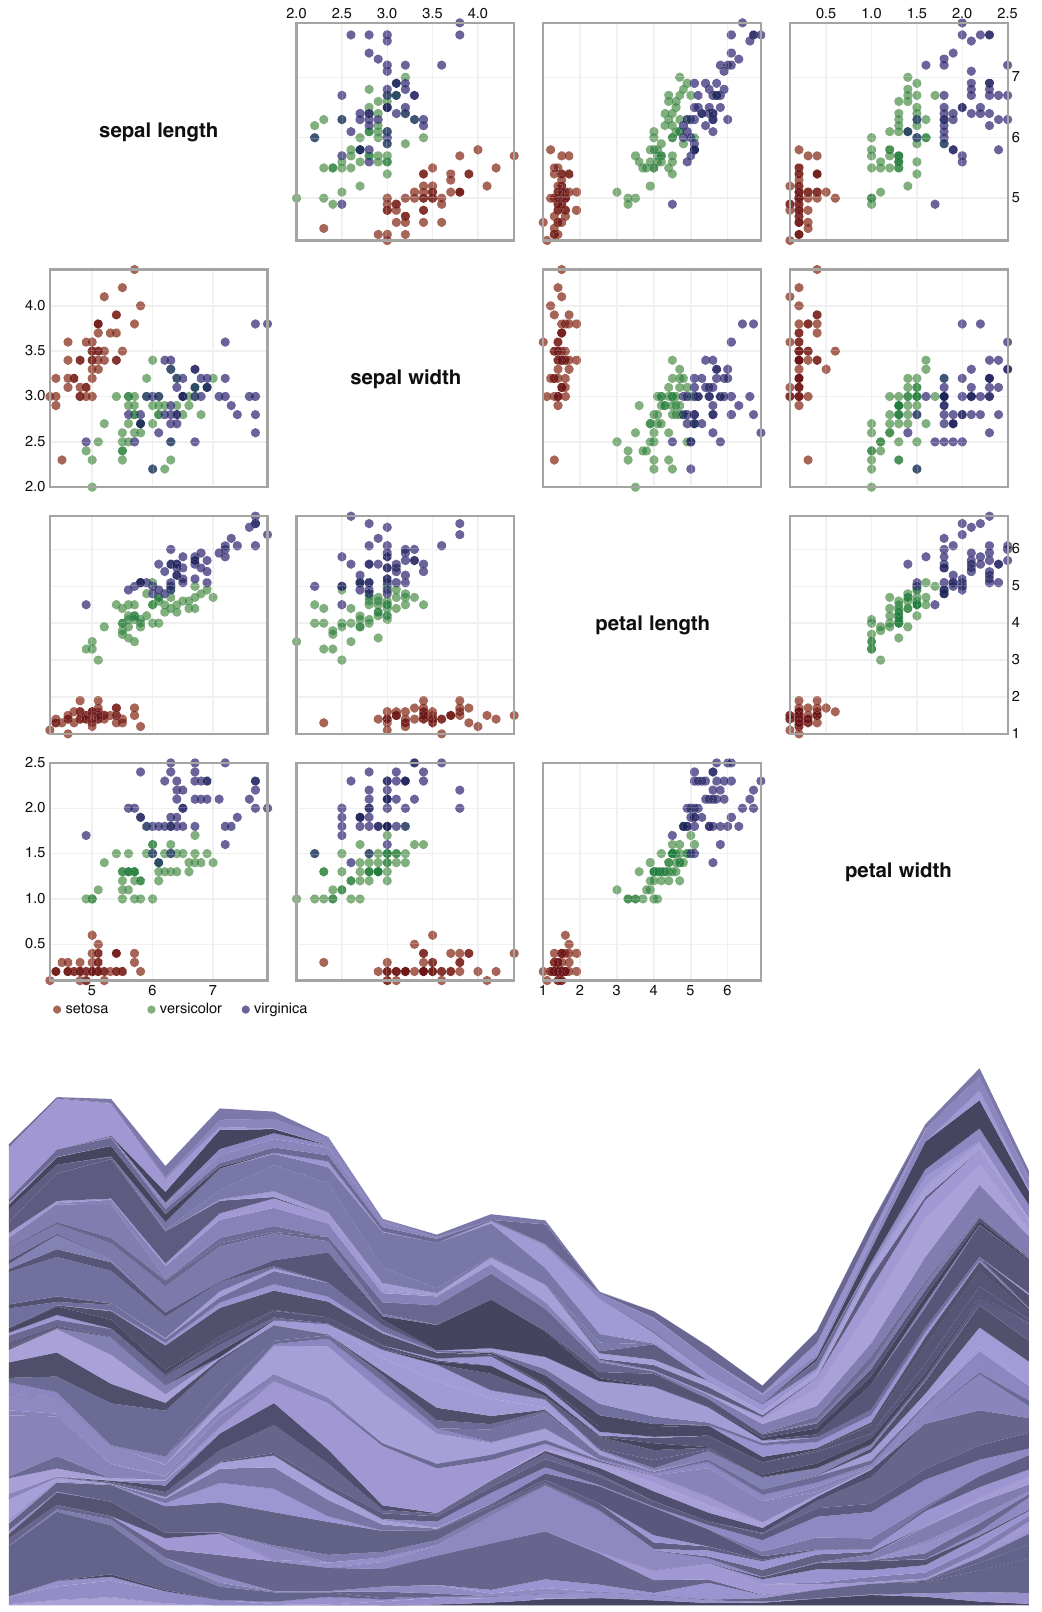 2.0 2.5 3.0 3.5 4.0 0.5 1.0 1.5 2.0 2.5
7
sepal length 6
5
4.0
3.5
sepal width
3.0
2.5
2.0
6
5
petal length 4
3
2
1
2.5
2.0
1.5
petal width
1.0
0.5
5 6 7 1 2 3 4 5 6
setosa versicolor virginica